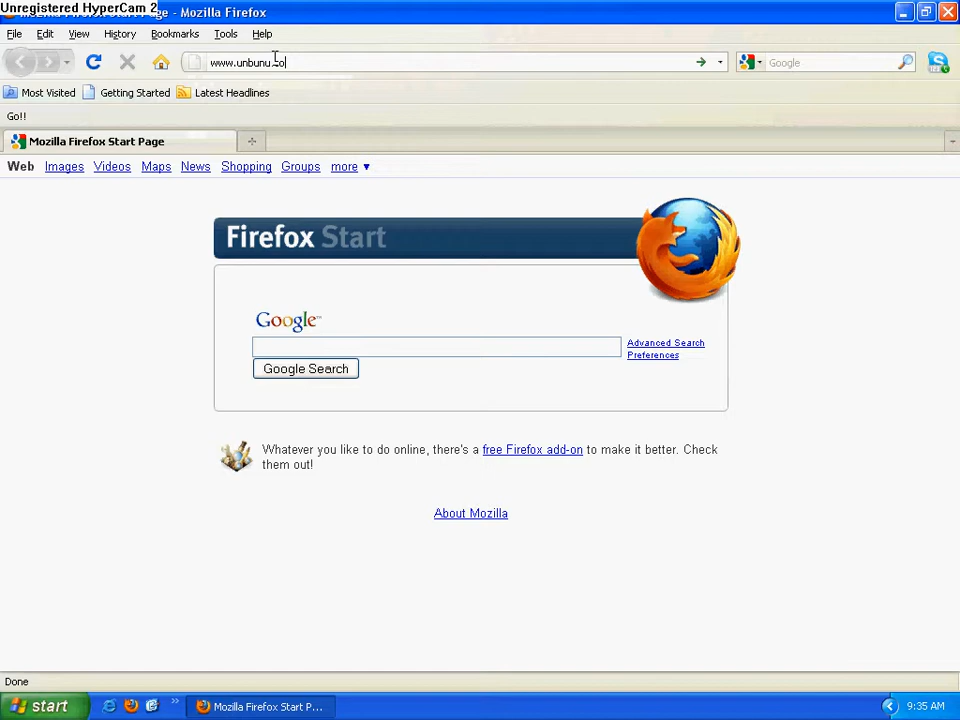 Unregistered HyperCam 2
Page - Mozilla Firefox
File Edit View History Bookmarks Tools Help
www.unbunu.co
Google
Most Visited Getting Started Latest Headlines
Go!!
Mozilla Firefox Start Page
Web Images Videos Maps News Shopping Groups more ▼
Firefox Start
Google™
Advanced Search
Preferences
Google Search
Whatever you like to do online, there's a free Firefox add-on to make it better. Check
them out!
About Mozilla
Done
start
Mozilla Firefox Start P...
9:35 AM